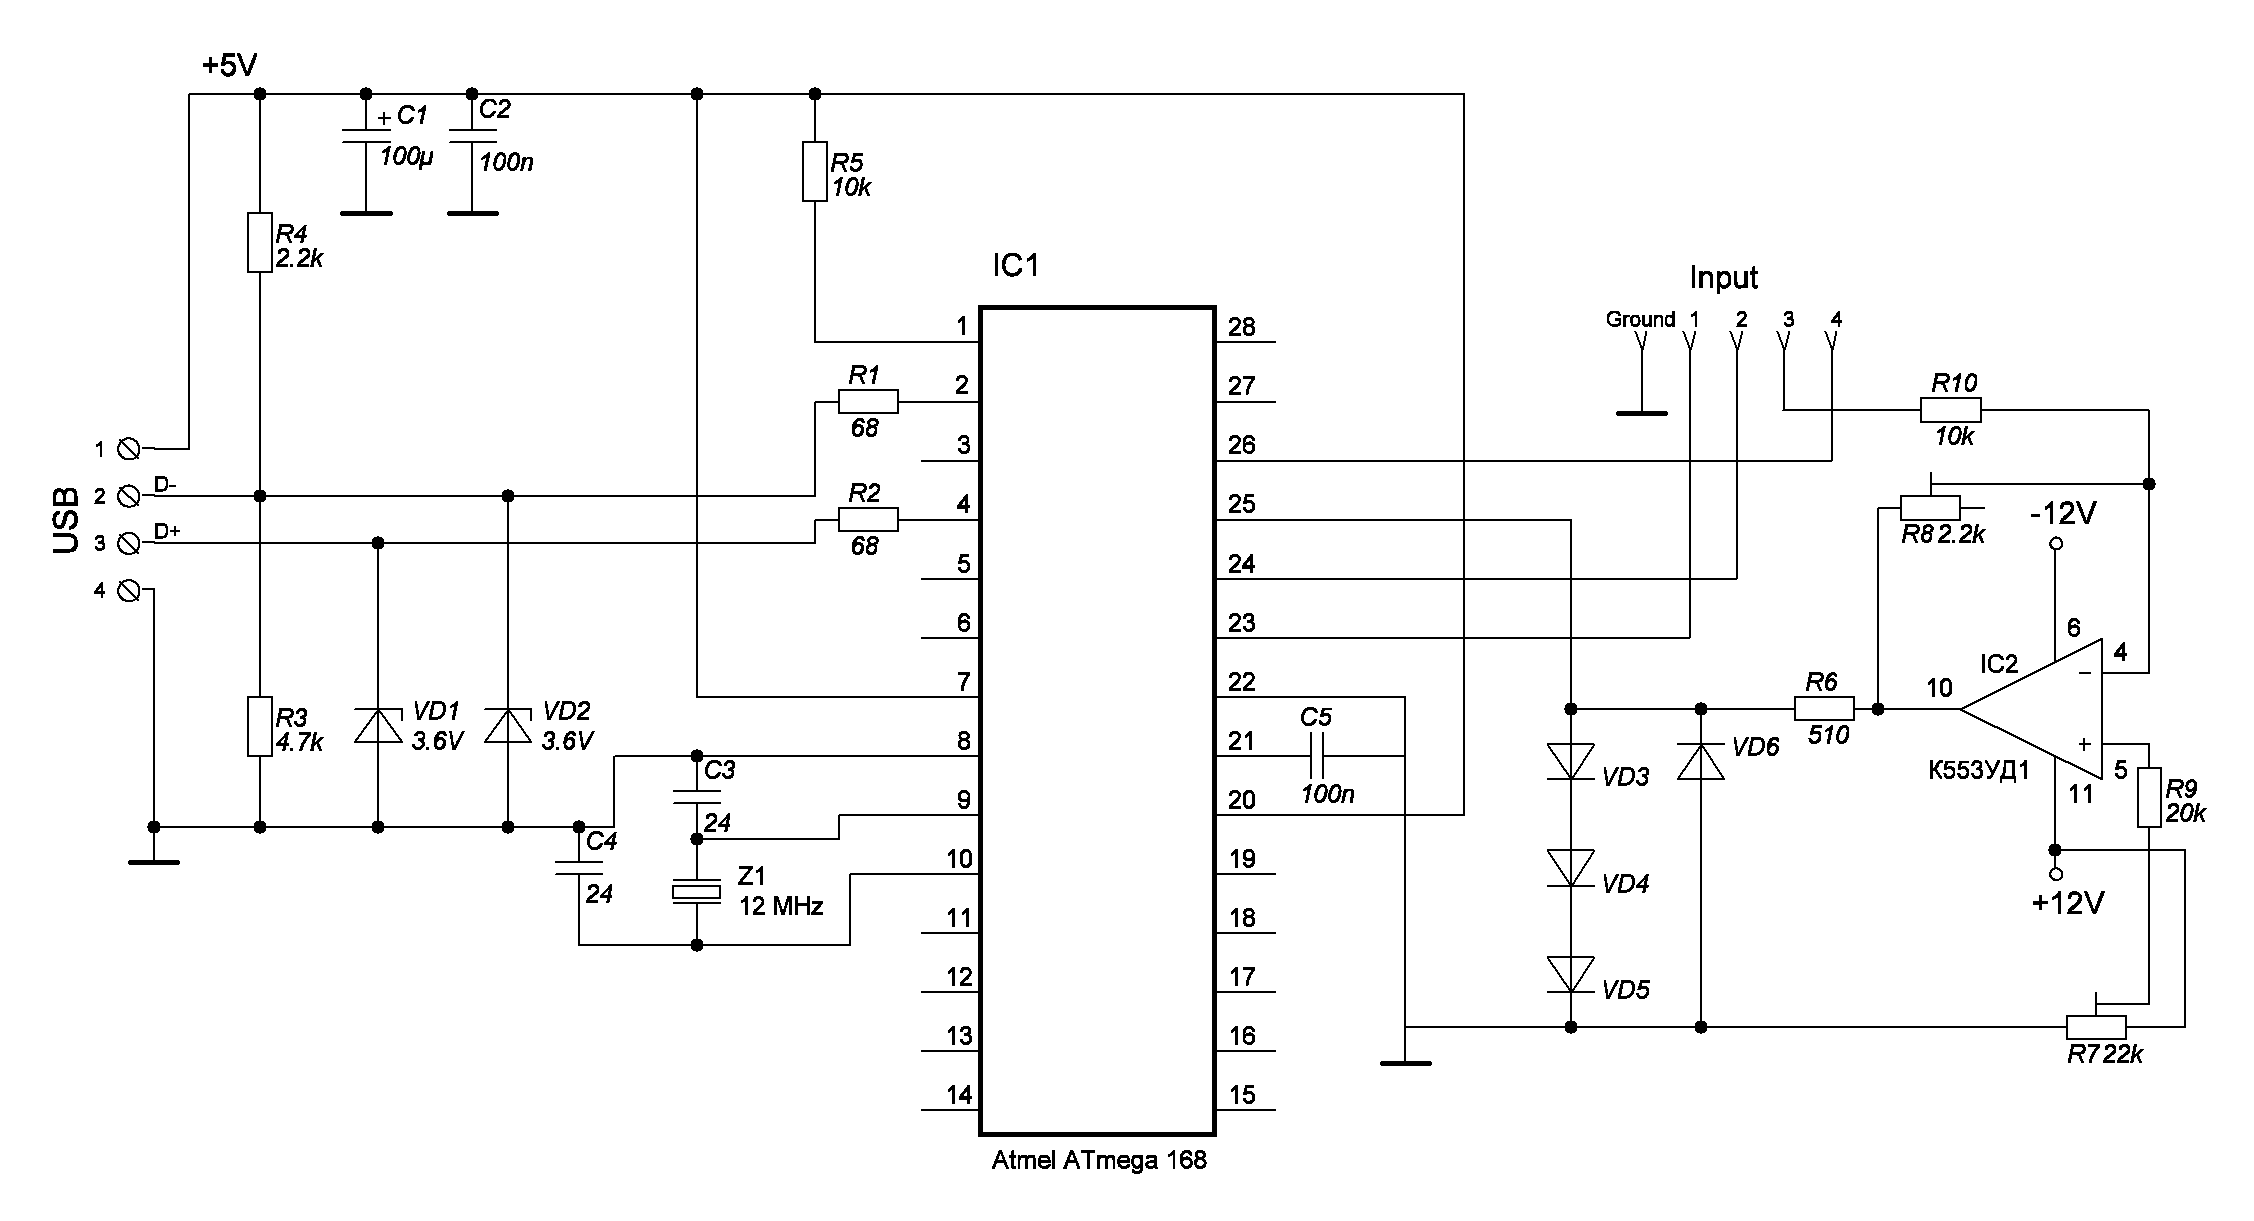 +5V
+ C1
100µ
C2
100n
R5
10k
R4
2.2k
IC1
Input
Ground 1 2 3 4
1
2
3
4
5
6
7
8
9
10
11
12
13
14
28
27
26
25
24
23
22
21
20
19
18
17
16
15
Atmel ATmega 168
R1
68
R2
68
USB
1
2 D-
3 D+
4
R3
4.7k
VD1
3.6V
VD2
3.6V
C3
24
C4
24
Z1
12 MHz
C5
100n
R10
10k
R8 2.2k
-12V
6
4
IC2
10
−
+
К553УД1
5
11
R6
510
R9
20k
+12V
R7 22k
VD3
VD6
VD4
VD5